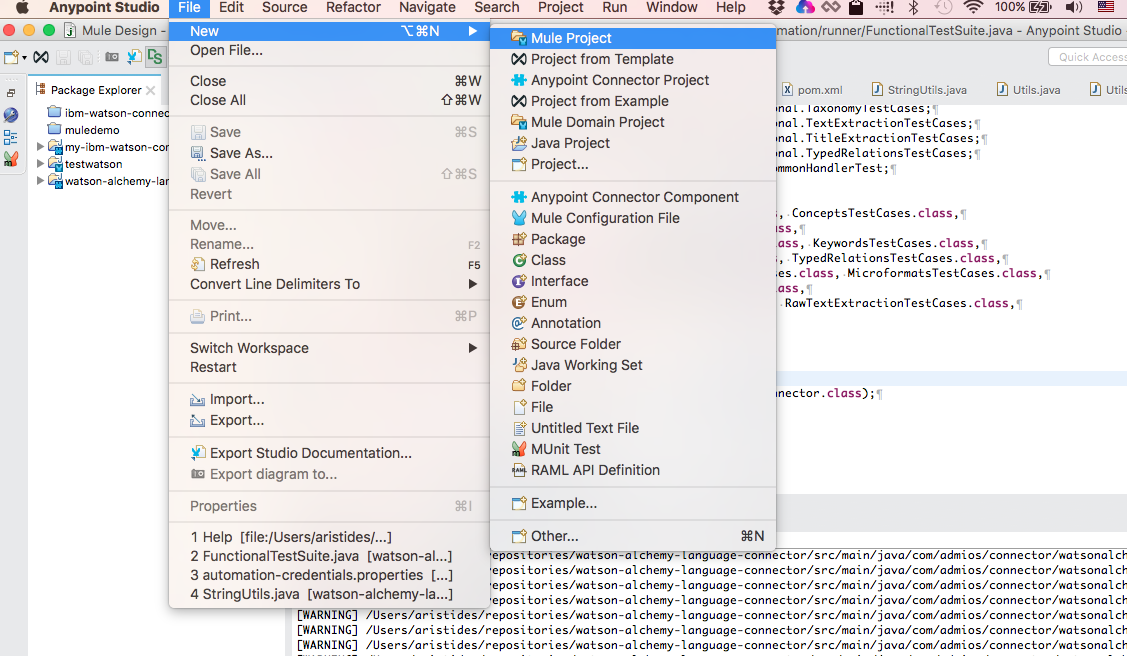 Anypoint Studio File Edit Source Refactor Navigate Search Project Run Window Help 100%
Mule Design - mation/runner/FunctionalTestSuite.java - Anypoint Studio -
Quick Access
Package Explorer
ibm-watson-connec
muledemo
my-ibm-watson-cor
testwatson
watson-alchemy-lar
New ⌥⌘N ▶
Open File...
Close ⌘W
Close All ⇧⌘W
Save ⌘S
Save As...
Save All ⇧⌘S
Revert
Move...
Rename... F2
Refresh F5
Convert Line Delimiters To ▶
Print... ⌘P
Switch Workspace ▶
Restart
Import...
Export...
Export Studio Documentation...
Export diagram to...
Properties ⌘I
1 Help [file:/Users/aristides/...]
2 FunctionalTestSuite.java [watson-al...]
3 automation-credentials.properties [...]
4 StringUtils.java [watson-alchemy-la...]
Mule Project
Project from Template
Anypoint Connector Project
Project from Example
Mule Domain Project
Java Project
Project...
Anypoint Connector Component
Mule Configuration File
Package
Class
Interface
Enum
Annotation
Source Folder
Java Working Set
Folder
File
Untitled Text File
MUnit Test
RAML API Definition
Example...
Other... ⌘N
pom.xml StringUtils.java Utils.java Utils
onal.TaxonomyTestCases;¶
onal.TextExtractionTestCases;¶
onal.TitleExtractionTestCases;¶
onal.TypedRelationsTestCases;¶
ommonHandlerTest;¶
, ConceptsTestCases.class,¶
ss,¶
ass, KeywordsTestCases.class,¶
s, TypedRelationsTestCases.class,¶
ses.class, MicroformatsTestCases.class,¶
ass,¶
RawTextExtractionTestCases.class,¶
nnector.class);¶
repositories/watson-alchemy-language-connector/src/main/java/com/admios/connector/watsonalch
repositories/watson-alchemy-language-connector/src/main/java/com/admios/connector/watsonalch
repositories/watson-alchemy-language-connector/src/main/java/com/admios/connector/watsonalch
repositories/watson-alchemy-language-connector/src/main/java/com/admios/connector/watsonalch
[WARNING] /Users/aristides/repositories/watson-alchemy-language-connector/src/main/java/com/admios/connector/watsonalch
[WARNING] /Users/aristides/repositories/watson-alchemy-language-connector/src/main/java/com/admios/connector/watsonalch
[WARNING] /Users/aristides/repositories/watson-alchemy-language-connector/src/main/java/com/admios/connector/watsonalch